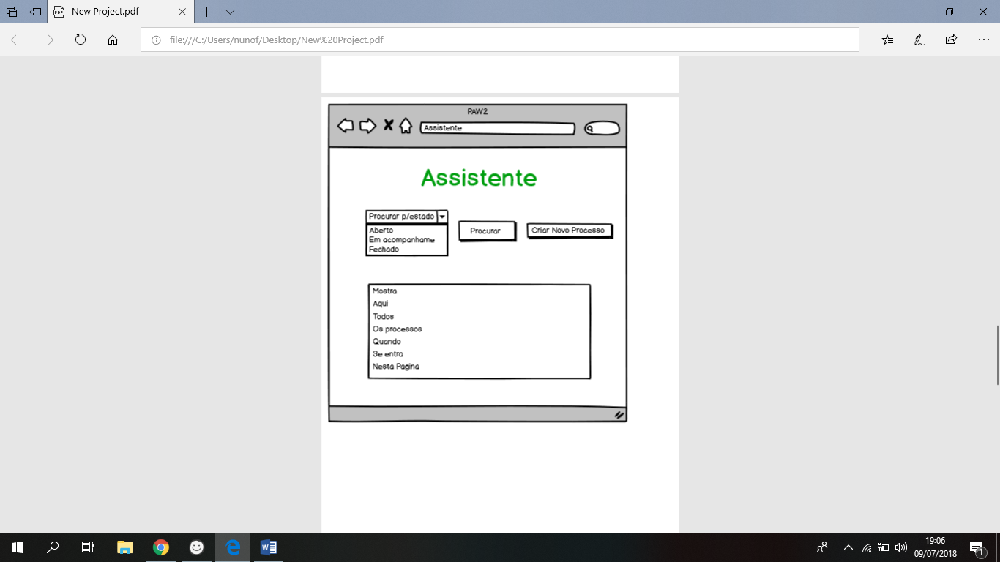 New Project.pdf
file:///C:/Users/nunof/Desktop/New%20Project.pdf
PAW2
Assistente
Assistente
Procurar p/estado
Aberto
Em acompanhame
Fechado
Procurar
Criar Novo Processo
Mostra
Aqui
Todos
Os processos
Quando
Se entra
Nesta Pagina
19:06
09/07/2018
1